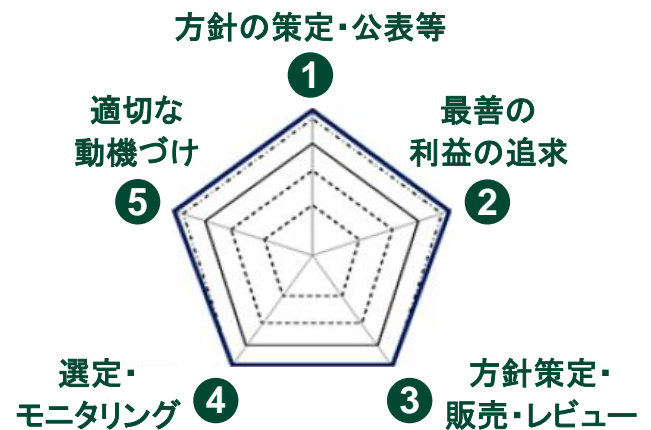 方針の策定・公表等
1
適切な
動機づけ
5
最善の
利益の追求
2
選定・
モニタリング
4
3
方針策定・
販売・レビュー